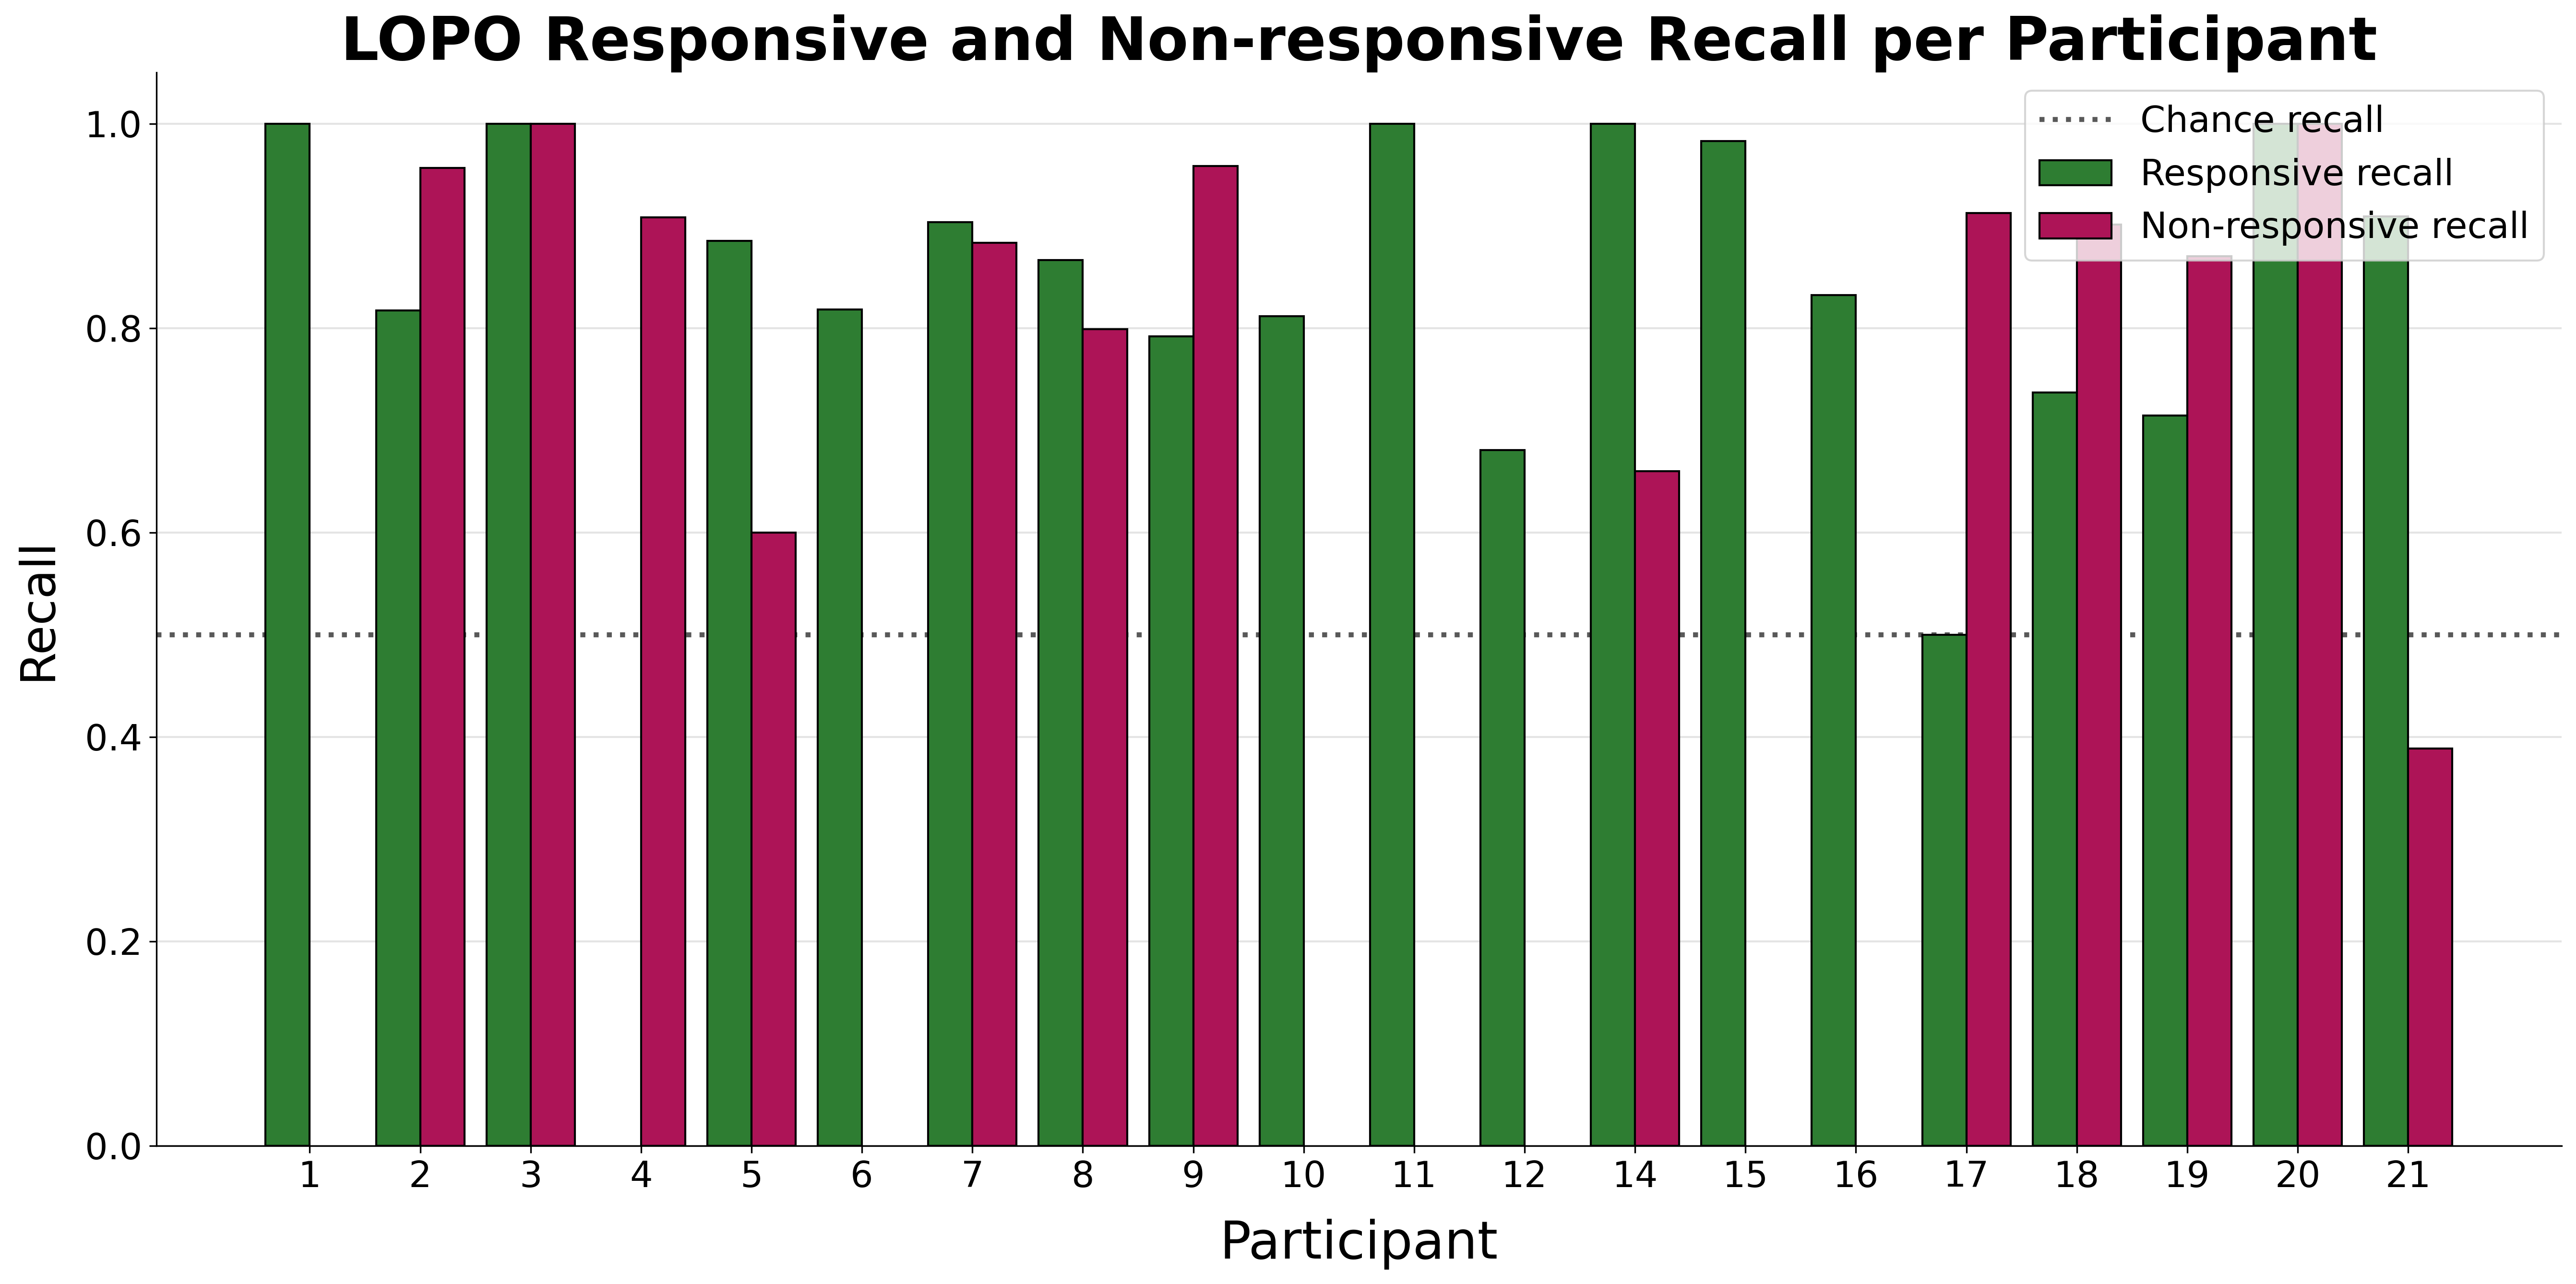 LOPO Responsive and Non-responsive Recall per Participant
Chance recall
Responsive recall
Non-responsive recall
1.0
0.8
0.6
0.4
0.2
0.0
Recall
1 2 3 4 5 6 7 8 9 10 11 12 14 15 16 17 18 19 20 21
Participant